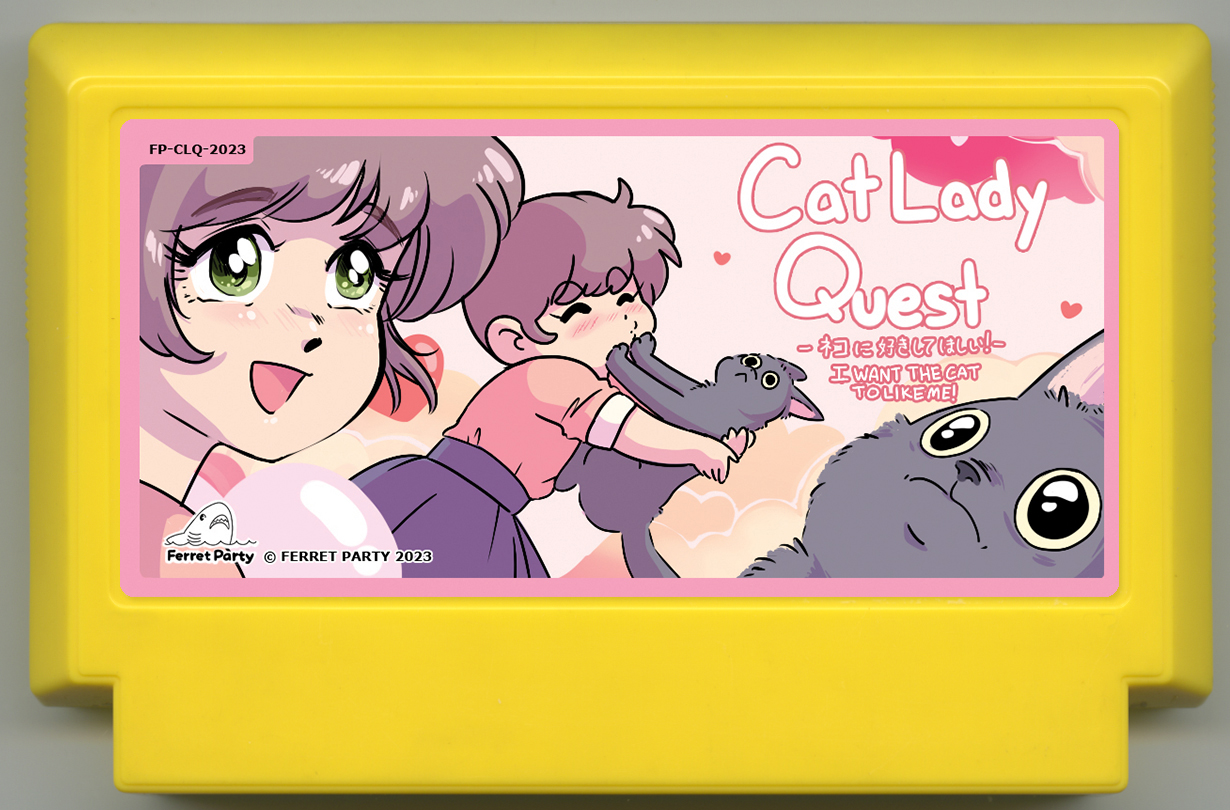 FP-CLQ-2023
Cat Lady
Quest
- ネコに好きしてほしい!-
I WANT THE CAT
TO LIKE ME!
Ferret Party © FERRET PARTY 2023